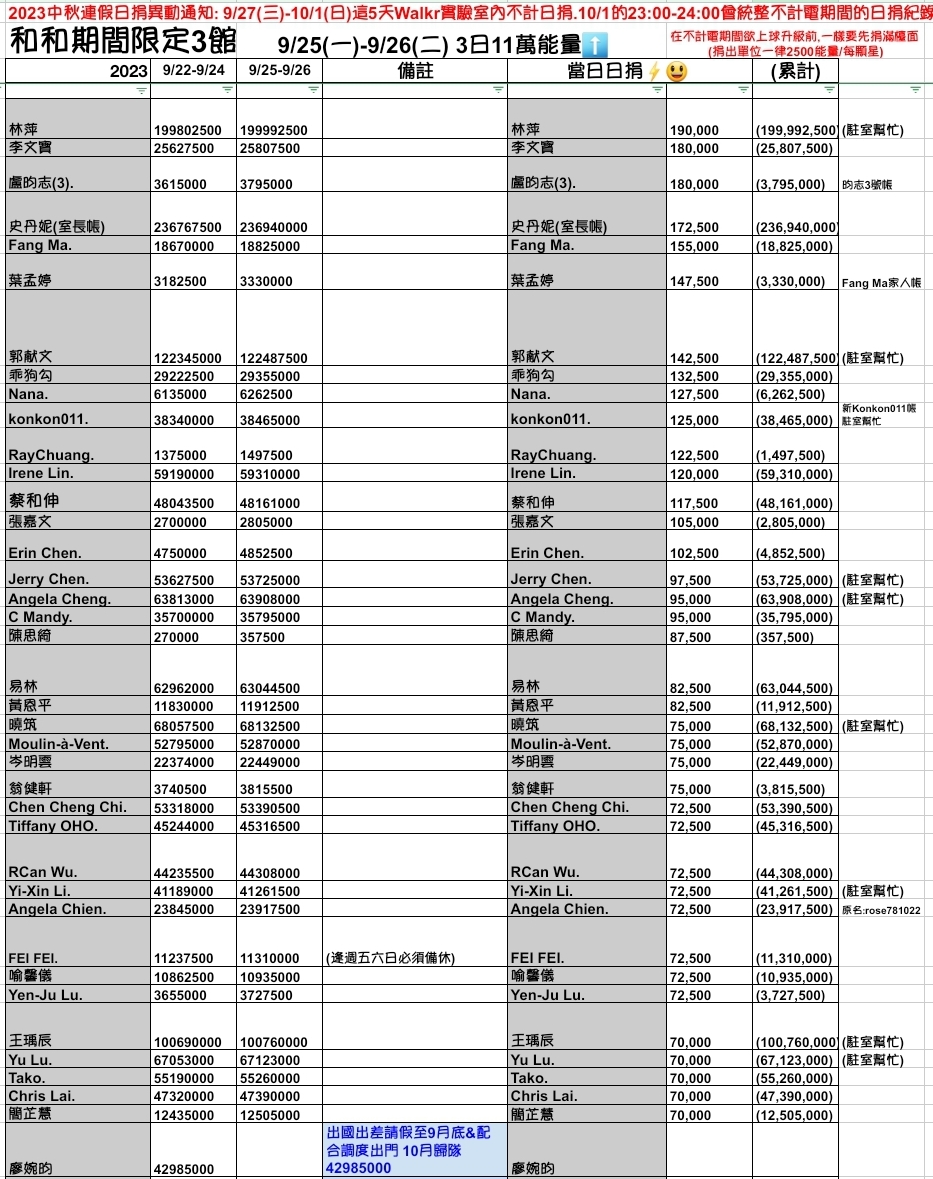 2023中秋連假日捐異動通知: 9/27(三)-10/1(日)這5天Walkr實驗室內不計日捐.10/1的23:00-24:00會統整不計電期間的日捐紀錄
和和期間限定3館 9/25(一)-9/26(二) 3日11萬能量⬆️
在不計電期間欲上球升級前,一樣要先捐滿檯面
(捐出單位一律2500能量/每顆星)
2023 9/22-9/24 9/25-9/26 備註 當日日捐⚡😃 (累計)
林萍 199802500 199992500 林萍 190,000 (199,992,500) (駐室幫忙)
李文寶 25627500 25807500 李文寶 180,000 (25,807,500)
盧昀志(3). 3615000 3795000 盧昀志(3). 180,000 (3,795,000) 昀志3號帳
史丹妮(室長帳) 236767500 236940000 史丹妮(室長帳) 172,500 (236,940,000)
Fang Ma. 18670000 18825000 Fang Ma. 155,000 (18,825,000)
葉孟婷 3182500 3330000 葉孟婷 147,500 (3,330,000) Fang Ma家人帳
郭献文 122345000 122487500 郭献文 142,500 (122,487,500) (駐室幫忙)
乖狗勾 29222500 29355000 乖狗勾 132,500 (29,355,000)
Nana. 6135000 6262500 Nana. 127,500 (6,262,500)
konkon011. 38340000 38465000 konkon011. 125,000 (38,465,000) 新Konkon011帳
駐室幫忙
RayChuang. 1375000 1497500 RayChuang. 122,500 (1,497,500)
Irene Lin. 59190000 59310000 Irene Lin. 120,000 (59,310,000)
蔡和伸 48043500 48161000 蔡和伸 117,500 (48,161,000)
張嘉文 2700000 2805000 張嘉文 105,000 (2,805,000)
Erin Chen. 4750000 4852500 Erin Chen. 102,500 (4,852,500)
Jerry Chen. 53627500 53725000 Jerry Chen. 97,500 (53,725,000) (駐室幫忙)
Angela Cheng. 63813000 63908000 Angela Cheng. 95,000 (63,908,000) (駐室幫忙)
C Mandy. 35700000 35795000 C Mandy. 95,000 (35,795,000)
陳思綺 270000 357500 陳思綺 87,500 (357,500)
易林 62962000 63044500 易林 82,500 (63,044,500)
黃恩平 11830000 11912500 黃恩平 82,500 (11,912,500)
曉筑 68057500 68132500 曉筑 75,000 (68,132,500) (駐室幫忙)
Moulin-à-Vent. 52795000 52870000 Moulin-à-Vent. 75,000 (52,870,000)
岑明雲 22374000 22449000 岑明雲 75,000 (22,449,000)
翁健軒 3740500 3815500 翁健軒 75,000 (3,815,500)
Chen Cheng Chi. 53318000 53390500 Chen Cheng Chi. 72,500 (53,390,500)
Tiffany OHO. 45244000 45316500 Tiffany OHO. 72,500 (45,316,500)
RCan Wu. 44235500 44308000 RCan Wu. 72,500 (44,308,000)
Yi-Xin Li. 41189000 41261500 Yi-Xin Li. 72,500 (41,261,500) (駐室幫忙)
Angela Chien. 23845000 23917500 Angela Chien. 72,500 (23,917,500) 原名:rose781022
FEI FEI. 11237500 11310000 (逢週五六日必須備休) FEI FEI. 72,500 (11,310,000)
喻馨儀 10862500 10935000 喻馨儀 72,500 (10,935,000)
Yen-Ju Lu. 3655000 3727500 Yen-Ju Lu. 72,500 (3,727,500)
王瑀辰 100690000 100760000 王瑀辰 70,000 (100,760,000) (駐室幫忙)
Yu Lu. 67053000 67123000 Yu Lu. 70,000 (67,123,000) (駐室幫忙)
Tako. 55190000 55260000 Tako. 70,000 (55,260,000)
Chris Lai. 47320000 47390000 Chris Lai. 70,000 (47,390,000)
簡芷慧 12435000 12505000 簡芷慧 70,000 (12,505,000)
出國出差請假至9月底&配
合調度出門 10月歸隊
廖婉昀 42985000 42985000 廖婉昀